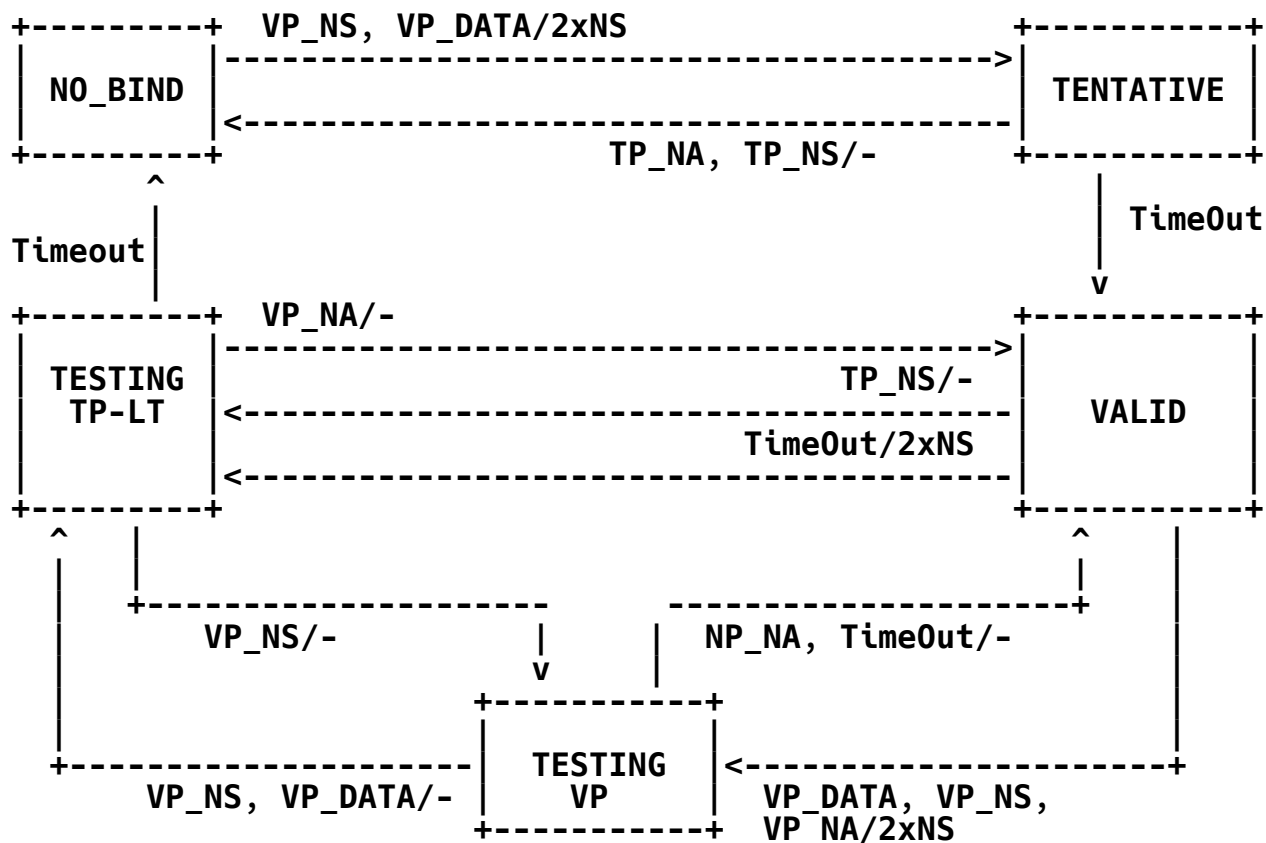 VP_NS, VP_DATA/2xNS
NO_BIND TENTATIVE
TP_NA, TP_NS/-
TimeOut
Timeout
VP_NA/-
TESTING TP_NS/-
TP-LT VALID
TimeOut/2xNS
VP_NS/- NP_NA, TimeOut/-
TESTING
VP_NS, VP_DATA/- VP VP_DATA, VP_NS,
VP_NA/2xNS